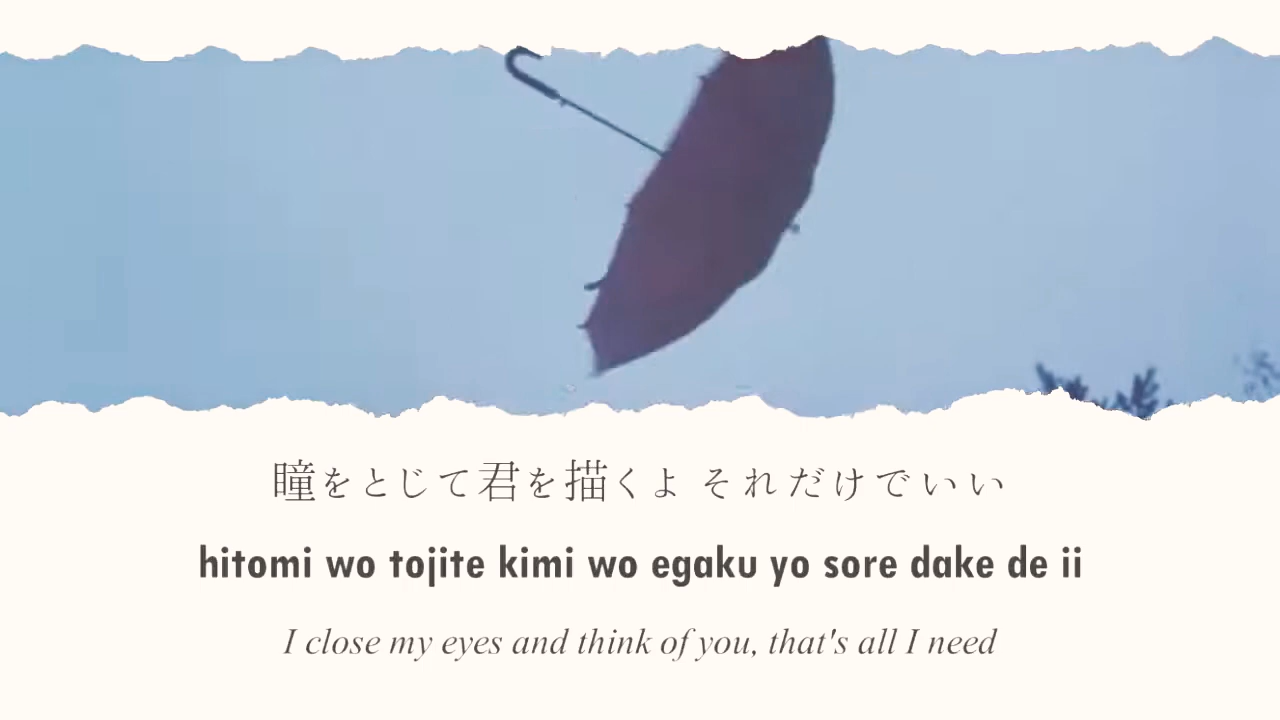 瞳をとじて君を描くよ それだけでいい
hitomi wo tojite kimi wo egaku yo sore dake de ii
I close my eyes and think of you, that's all I need